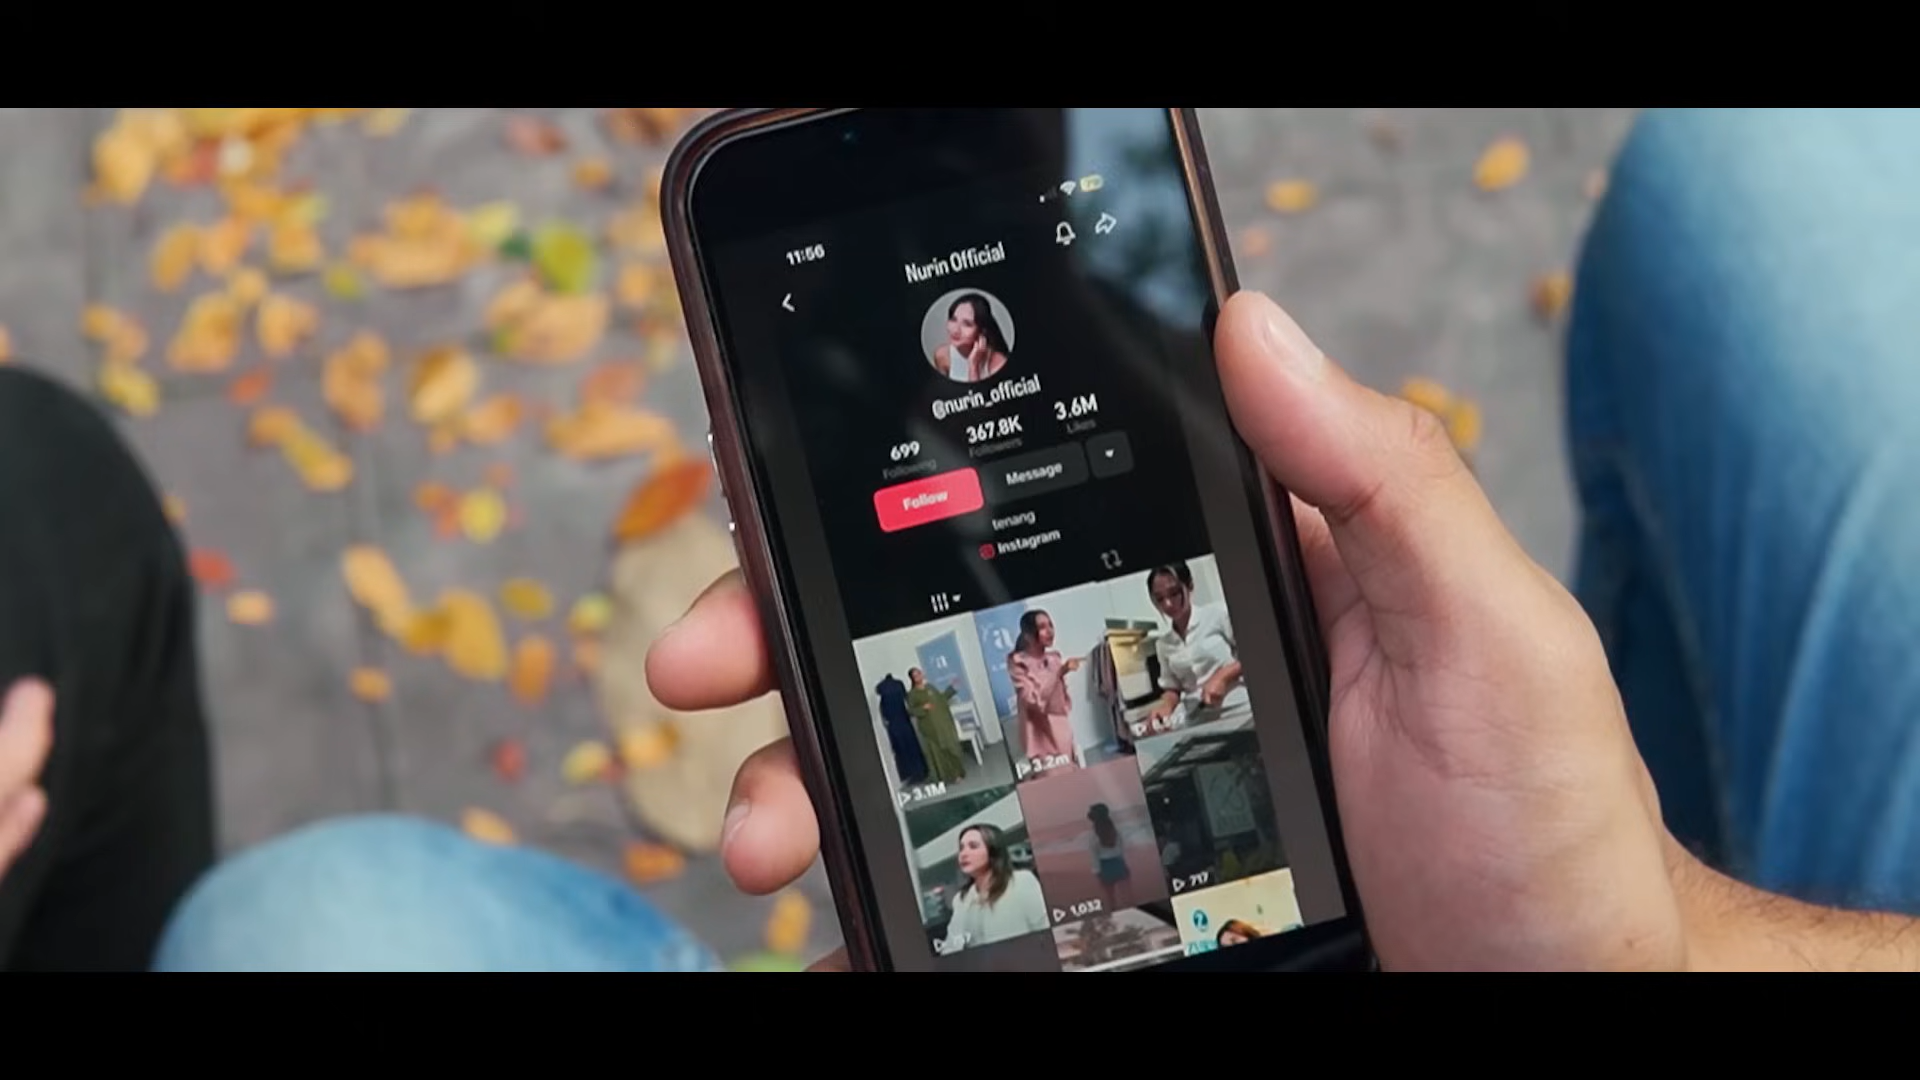 11:56
Nurin Official
@nurin_official
699 367.8K 3.6M
Following Followers Likes
Follow Message
tenang
Instagram
3.1M 3.2m
1,032 717